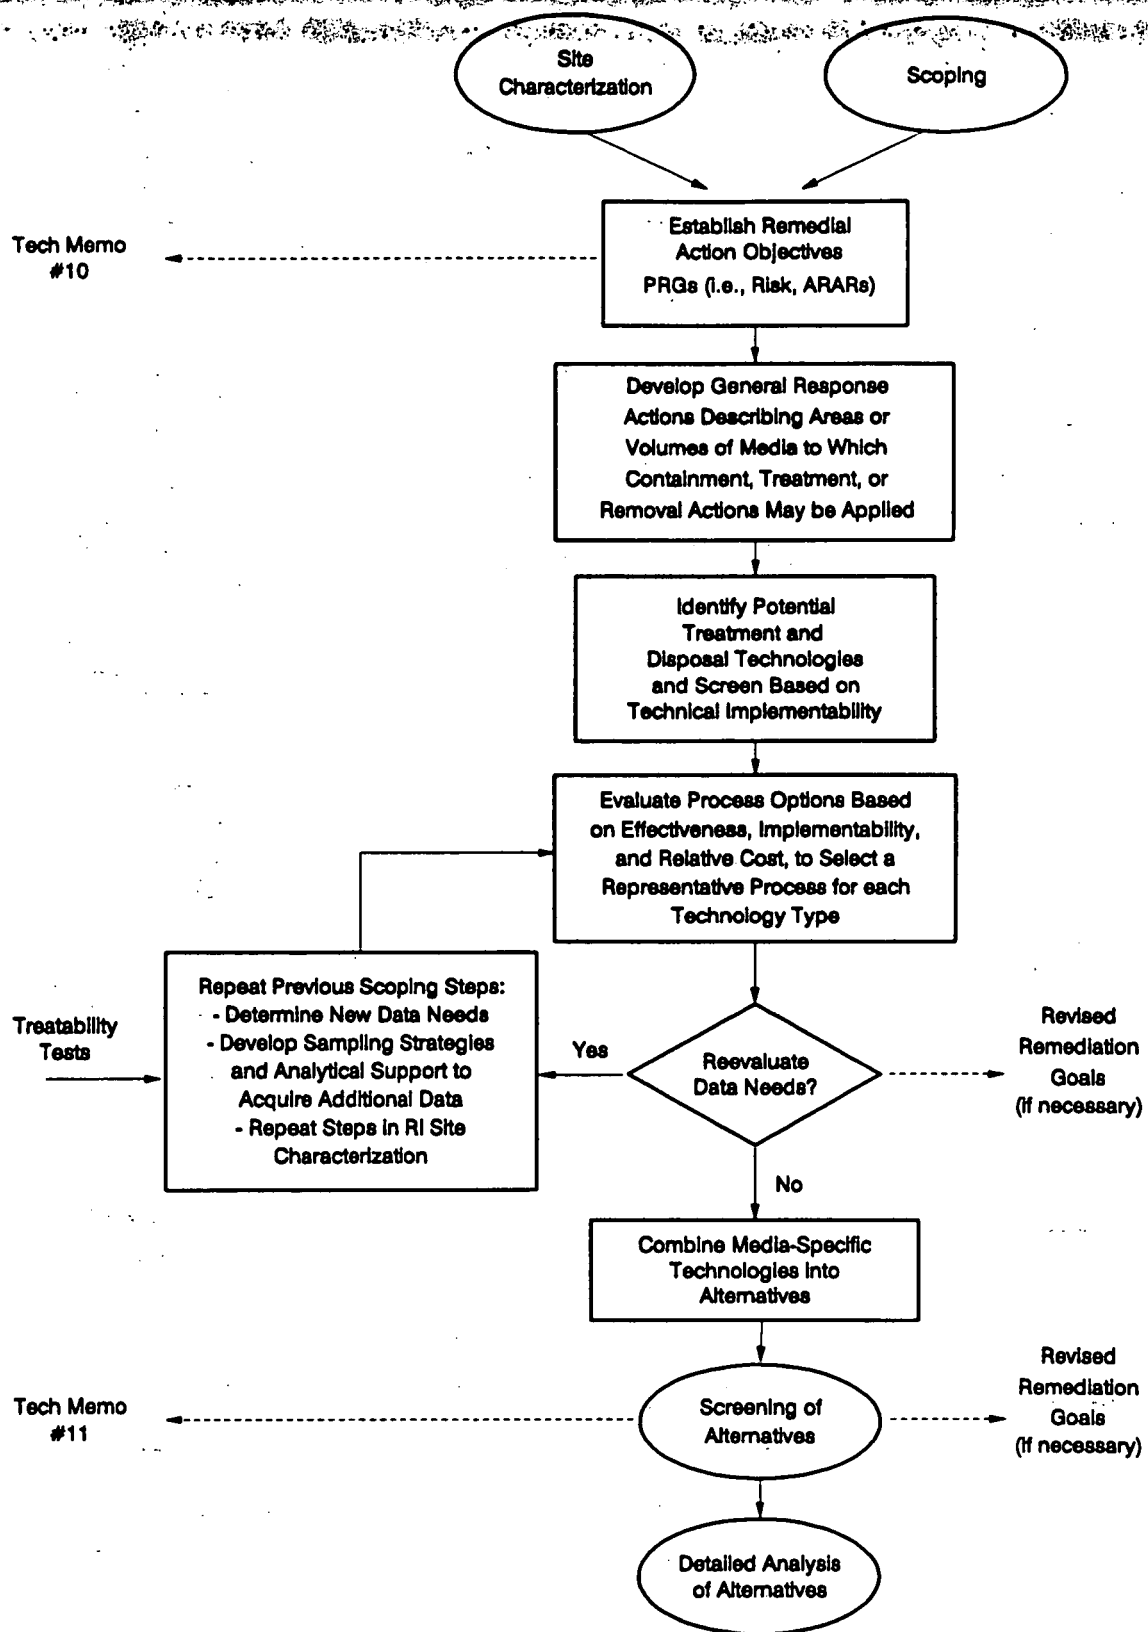 Site
Characterization
Scoping
Establish Remedial
Action Objectives
PRGs (i.e., Risk, ARARs)
Tech Memo
#10
Develop General Response
Actions Describing Areas or
Volumes of Media to Which
Containment, Treatment, or
Removal Actions May be Applied
Identify Potential
Treatment and
Disposal Technologies
and Screen Based on
Technical Implementability
Evaluate Process Options Based
on Effectiveness, Implementability,
and Relative Cost, to Select a
Representative Process for each
Technology Type
Repeat Previous Scoping Steps:
- Determine New Data Needs
- Develop Sampling Strategies
and Analytical Support to
Acquire Additional Data
- Repeat Steps in RI Site
Characterization
Treatability
Tests
Yes
Reevaluate
Data Needs?
Revised
Remediation
Goals
(if necessary)
No
Combine Media-Specific
Technologies into
Alternatives
Tech Memo
#11
Screening of
Alternatives
Revised
Remediation
Goals
(if necessary)
Detailed Analysis
of Alternatives